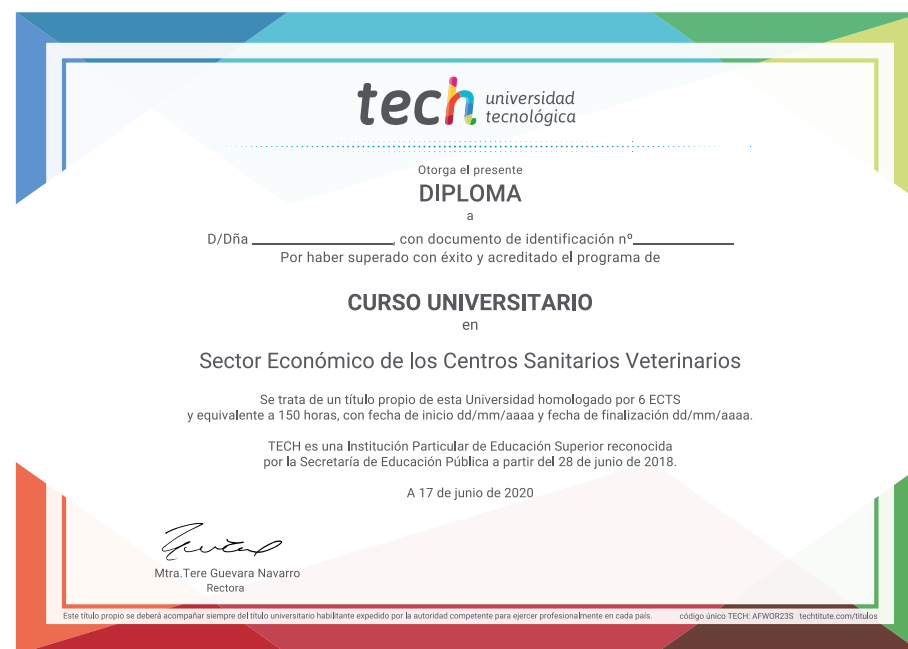 tech universidad
tecnológica
Otorga el presente
DIPLOMA
a
D/Dña ____________________, con documento de identificación nº______________
Por haber superado con éxito y acreditado el programa de
CURSO UNIVERSITARIO
en
Sector Económico de los Centros Sanitarios Veterinarios
Se trata de un título propio de esta Universidad homologado por 6 ECTS
y equivalente a 150 horas, con fecha de inicio dd/mm/aaaa y fecha de finalización dd/mm/aaaa.
TECH es una Institución Particular de Educación Superior reconocida
por la Secretaría de Educación Pública a partir del 28 de junio de 2018.
A 17 de junio de 2020
Mtra.Tere Guevara Navarro
Rectora
Este título propio se deberá acompañar siempre del título universitario habilitante expedido por la autoridad competente para ejercer profesionalmente en cada país. código único TECH: AFWOR23S techtitute.com/titulos